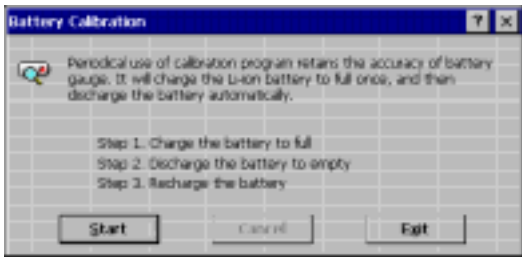 Battery Calibration
Periodical use of calibration program retains the accuracy of battery
gauge. It will charge the Li-ion battery to full once, and then
discharge the battery automatically.
Step 1. Charge the battery to full
Step 2. Discharge the battery to empty
Step 3. Recharge the battery
Start Cancel Exit